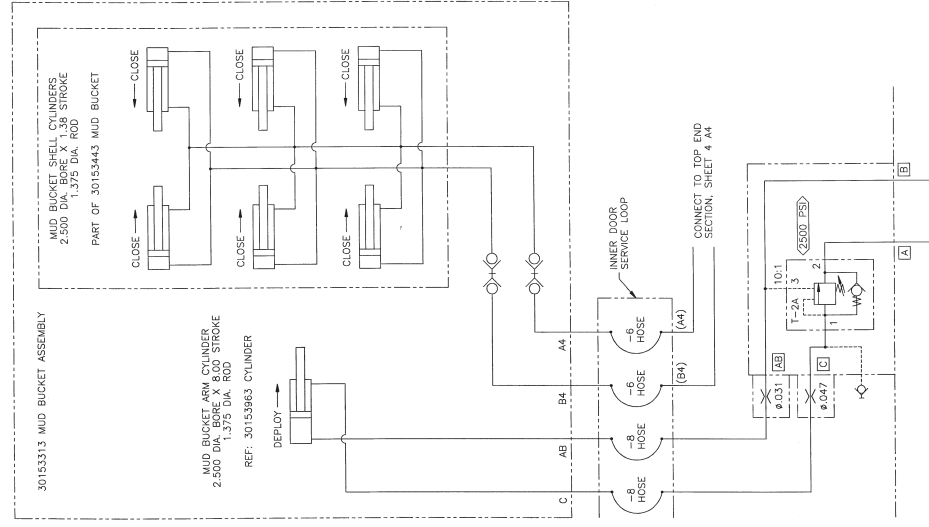 30153313 MUD BUCKET ASSEMBLY
MUD BUCKET SHELL CYLINDERS
2.500 DIA. BORE X 1.38 STROKE
1.375 DIA. ROD
PART OF 30153443 MUD BUCKET
CLOSE
CLOSE
CLOSE
CLOSE
CLOSE
CLOSE
MUD BUCKET ARM CYLINDER
2.500 DIA. BORE X 8.00 STROKE
1.375 DIA. ROD
REF: 30153963 CYLINDER
DEPLOY
C
AB
B4
A4
INNER DOOR
SERVICE LOOP
-8
HOSE
-8
HOSE
-6
HOSE
-6
HOSE
(B4)
(A4)
CONNECT TO TOP END
SECTION, SHEET 4 A4
2500 PSI
10:1
T-2A
3
2
1
AB
C
ø.031
ø.047
A
B